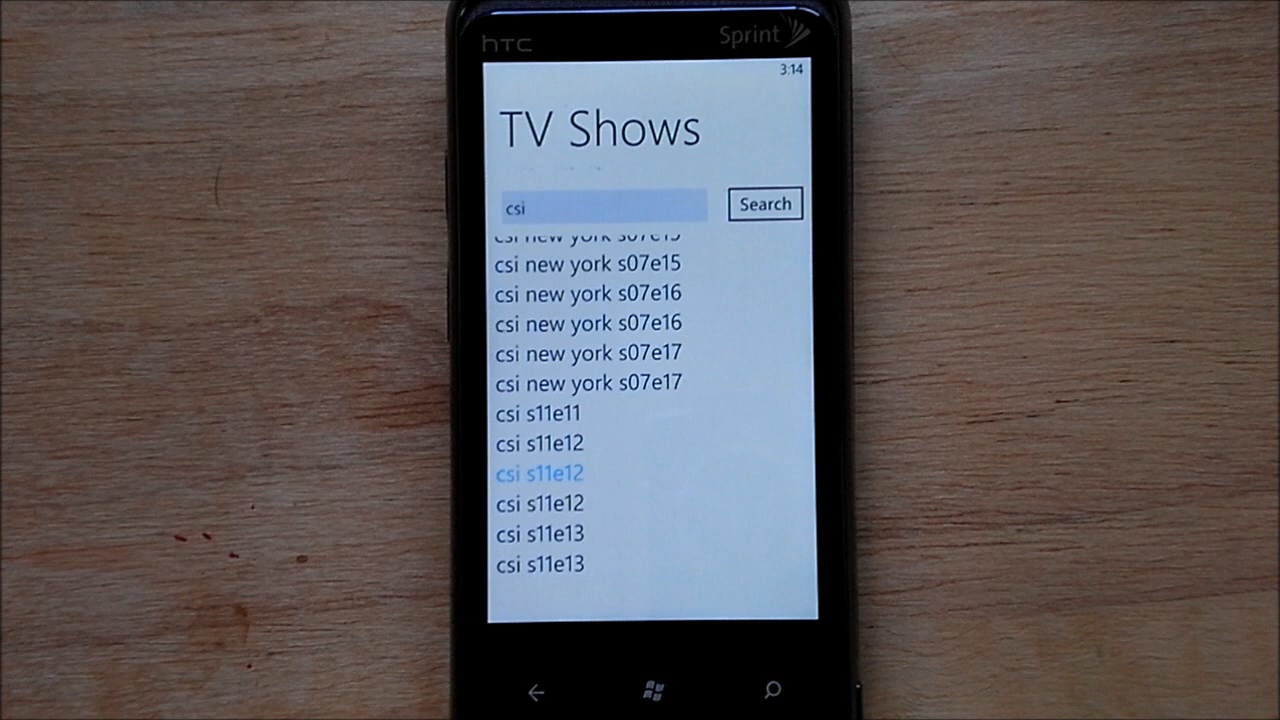 hTC
Sprint
3:14
TV Shows
csi
Search
csi new york s07e15
csi new york s07e16
csi new york s07e16
csi new york s07e17
csi new york s07e17
csi s11e11
csi s11e12
csi s11e12
csi s11e12
csi s11e13
csi s11e13